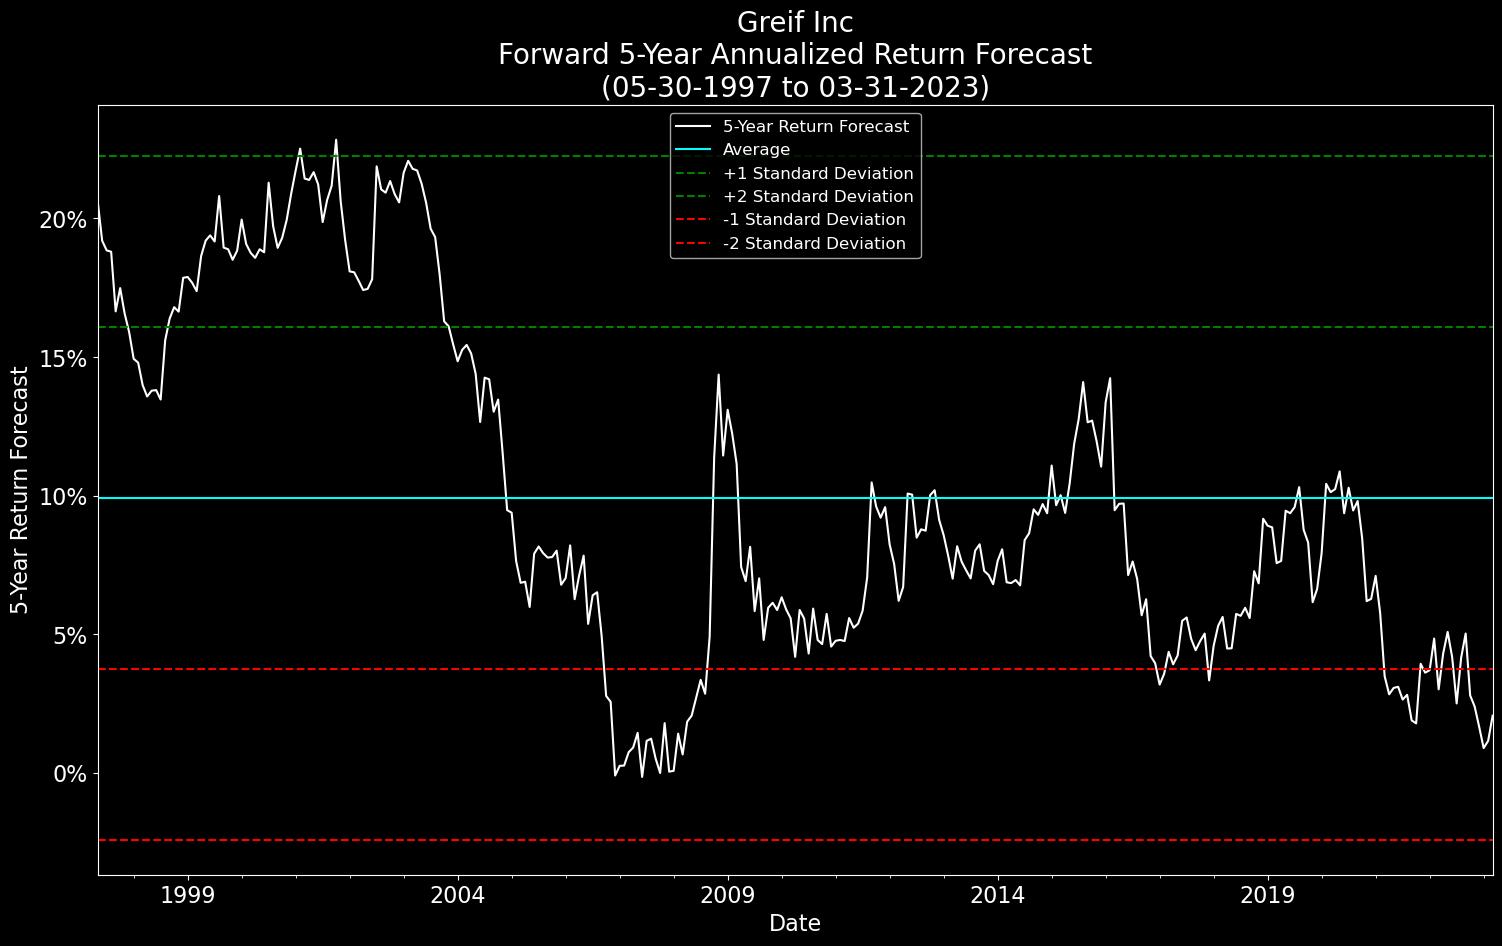 Greif Inc
Forward 5-Year Annualized Return Forecast
(05-30-1997 to 03-31-2023)
5-Year Return Forecast
Average
+1 Standard Deviation
+2 Standard Deviation
-1 Standard Deviation
-2 Standard Deviation
5-Year Return Forecast
20%
15%
10%
5%
0%
1999
2004
2009
2014
2019
Date